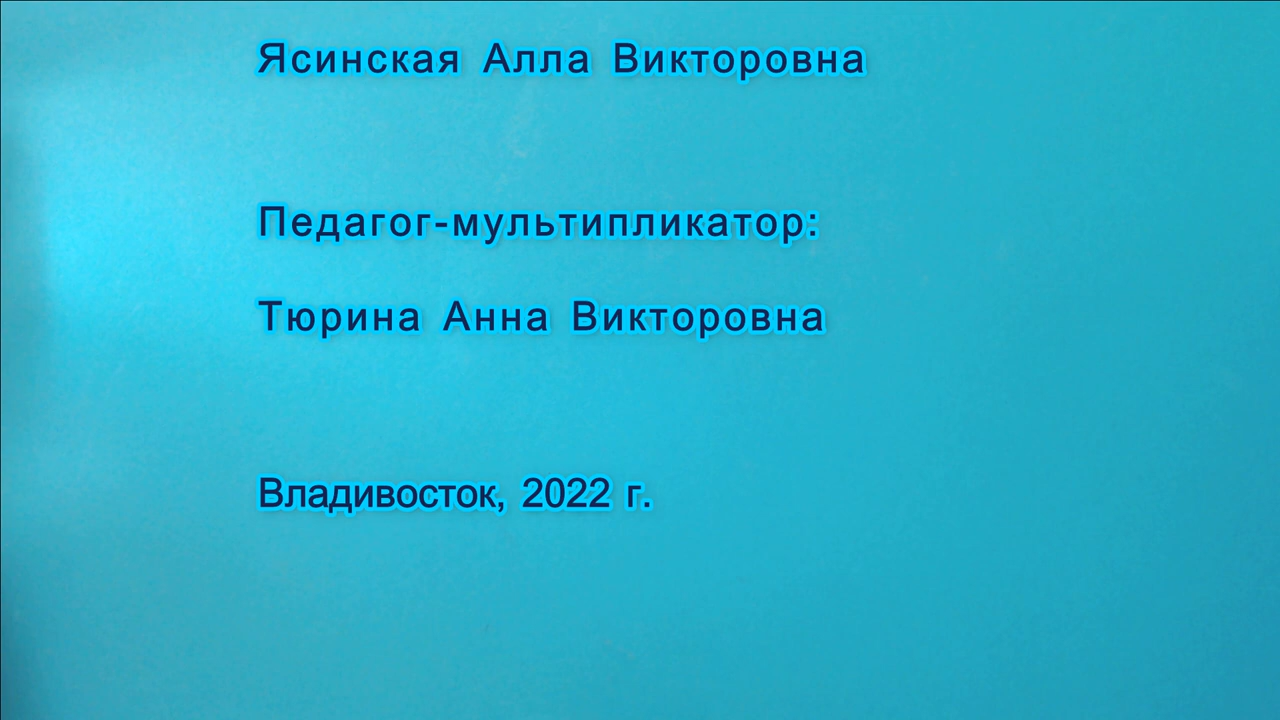 Ясинская Алла Викторовна
Педагог-мультипликатор:
Тюрина Анна Викторовна
Владивосток, 2022 г.